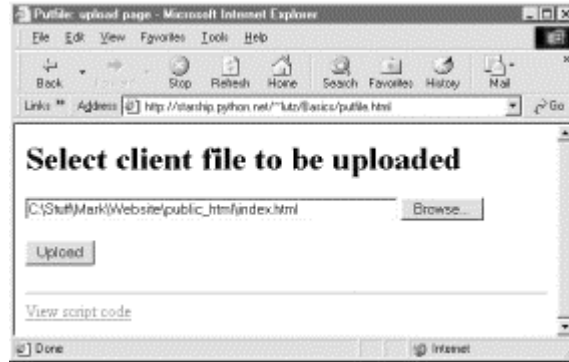 Putfile: upload page - Microsoft Internet Explorer
File Edit View Favorites Tools Help
Back Stop Refresh Home Search Favorites History Mail
Links » Address http://starship.python.net/~lutz/Basics/putfile.html Go
Select client file to be uploaded
C:\Stuff\Mark\Website\public_html\index.html Browse...
Upload
View script code
Done Internet